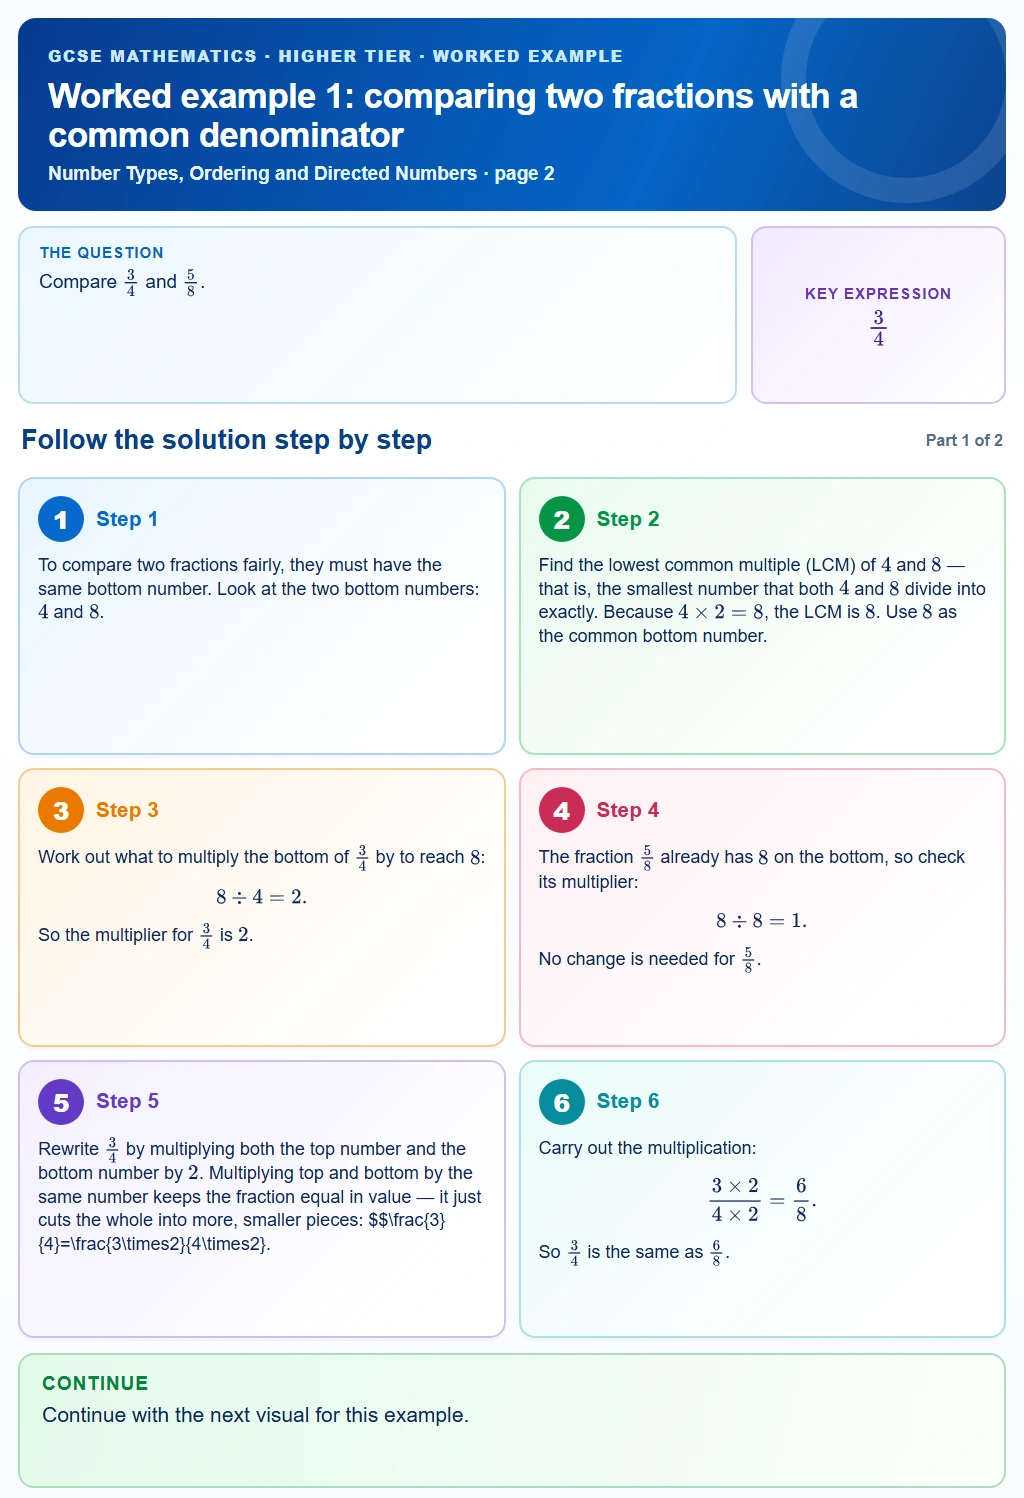 GCSE MATHEMATICS · HIGHER TIER · WORKED EXAMPLE
Worked example 1: comparing two fractions with a
common denominator
Number Types, Ordering and Directed Numbers · page 2
THE QUESTION
Compare 3/4 and 5/8.
KEY EXPRESSION
3/4
Follow the solution step by step
Part 1 of 2
1 Step 1
To compare two fractions fairly, they must have the
same bottom number. Look at the two bottom numbers:
4 and 8.
2 Step 2
Find the lowest common multiple (LCM) of 4 and 8 —
that is, the smallest number that both 4 and 8 divide into
exactly. Because 4 × 2 = 8, the LCM is 8. Use 8 as
the common bottom number.
3 Step 3
Work out what to multiply the bottom of 3/4 by to reach 8:
8 ÷ 4 = 2.
So the multiplier for 3/4 is 2.
4 Step 4
The fraction 5/8 already has 8 on the bottom, so check
its multiplier:
8 ÷ 8 = 1.
No change is needed for 5/8.
5 Step 5
Rewrite 3/4 by multiplying both the top number and the
bottom number by 2. Multiplying top and bottom by the
same number keeps the fraction equal in value — it just
cuts the whole into more, smaller pieces: $$\frac{3}
{4}=\frac{3\times2}{4\times2}.
6 Step 6
Carry out the multiplication:
3 × 2 / 4 × 2 = 6/8.
So 3/4 is the same as 6/8.
CONTINUE
Continue with the next visual for this example.